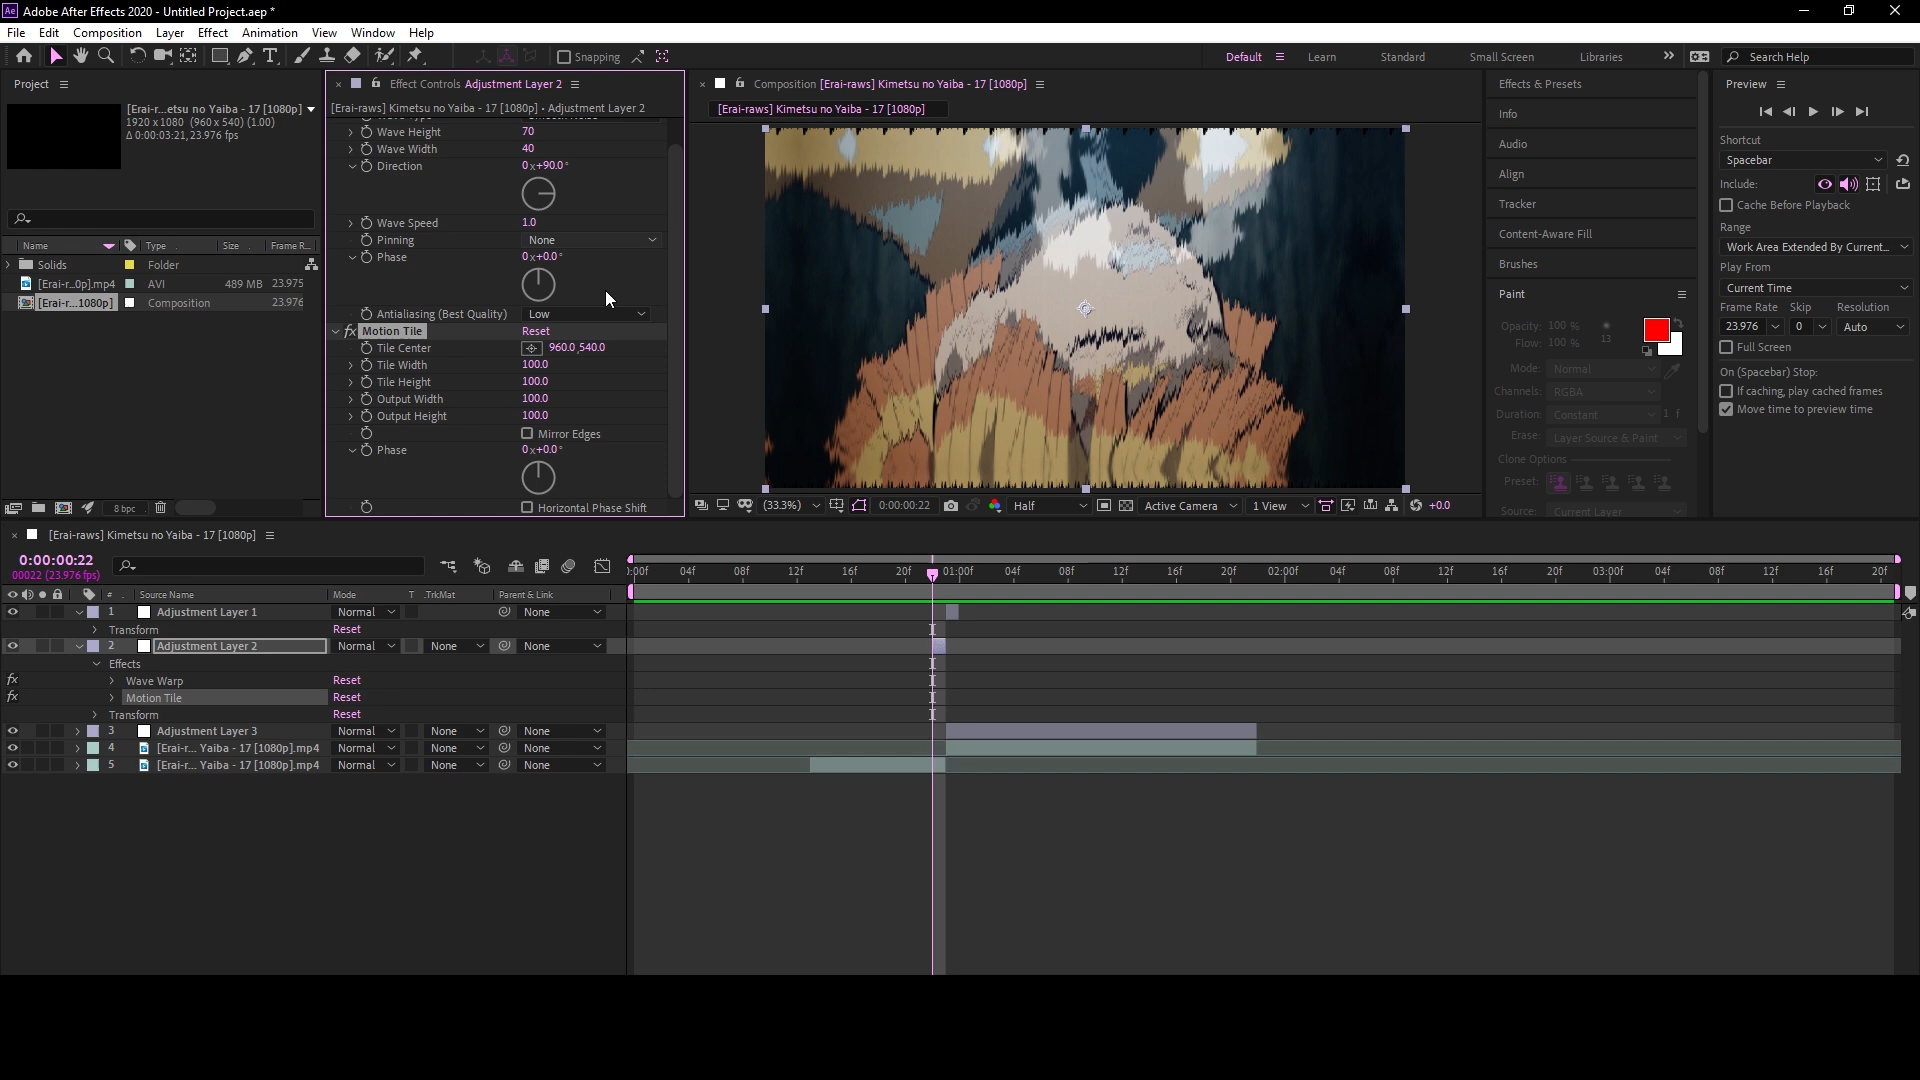 Ae Adobe After Effects 2020 - Untitled Project.aep *
File Edit Composition Layer Effect Animation View Window Help
Snapping
Default Learn Standard Small Screen Libraries Search Help
Project
[Erai-r...etsu no Yaiba - 17 [1080p]
1920 x 1080 (960 x 540) (1.00)
Δ 0:00:03:21, 23.976 fps
Name Type Size Frame R...
Solids Folder
[Erai-r...0p].mp4 AVI 489 MB 23.975
[Erai-r...1080p] Composition 23.976
8 bpc
Effect Controls Adjustment Layer 2
[Erai-raws] Kimetsu no Yaiba - 17 [1080p] • Adjustment Layer 2
Wave Height 70
Wave Width 40
Direction 0x+90.0°
Wave Speed 1.0
Pinning None
Phase 0x+0.0°
Antialiasing (Best Quality) Low
fx Motion Tile Reset
Tile Center 960.0,540.0
Tile Width 100.0
Tile Height 100.0
Output Width 100.0
Output Height 100.0
Mirror Edges
Phase 0x+0.0°
Horizontal Phase Shift
Composition [Erai-raws] Kimetsu no Yaiba - 17 [1080p]
[Erai-raws] Kimetsu no Yaiba - 17 [1080p]
(33.3%) 0:00:00:22 Half Active Camera 1 View +0.0
Effects & Presets
Info
Audio
Align
Tracker
Content-Aware Fill
Brushes
Paint
Opacity: 100 %
Flow: 100 %
13
Mode: Normal
Channels: RGBA
Duration: Constant 1 f
Erase: Layer Source & Paint
Clone Options
Preset:
Source: Current Layer
Preview
Shortcut
Spacebar
Include:
Cache Before Playback
Range
Work Area Extended By Current...
Play From
Current Time
Frame Rate Skip Resolution
23.976 0 Auto
Full Screen
On (Spacebar) Stop:
If caching, play cached frames
Move time to preview time
[Erai-raws] Kimetsu no Yaiba - 17 [1080p]
0:00:00:22
00022 (23.976 fps)
# Source Name Mode T .TrkMat Parent & Link
):00f 04f 08f 12f 16f 20f 01:00f 04f 08f 12f 16f 20f 02:00f 04f 08f 12f 16f 20f 03:00f 04f 08f 12f 16f 20f
1 Adjustment Layer 1 Normal None
Transform Reset
2 Adjustment Layer 2 Normal None None
Effects
fx Wave Warp Reset
fx Motion Tile Reset
Transform Reset
3 Adjustment Layer 3 Normal None None
4 [Erai-r... Yaiba - 17 [1080p].mp4 Normal None None
5 [Erai-r... Yaiba - 17 [1080p].mp4 Normal None None